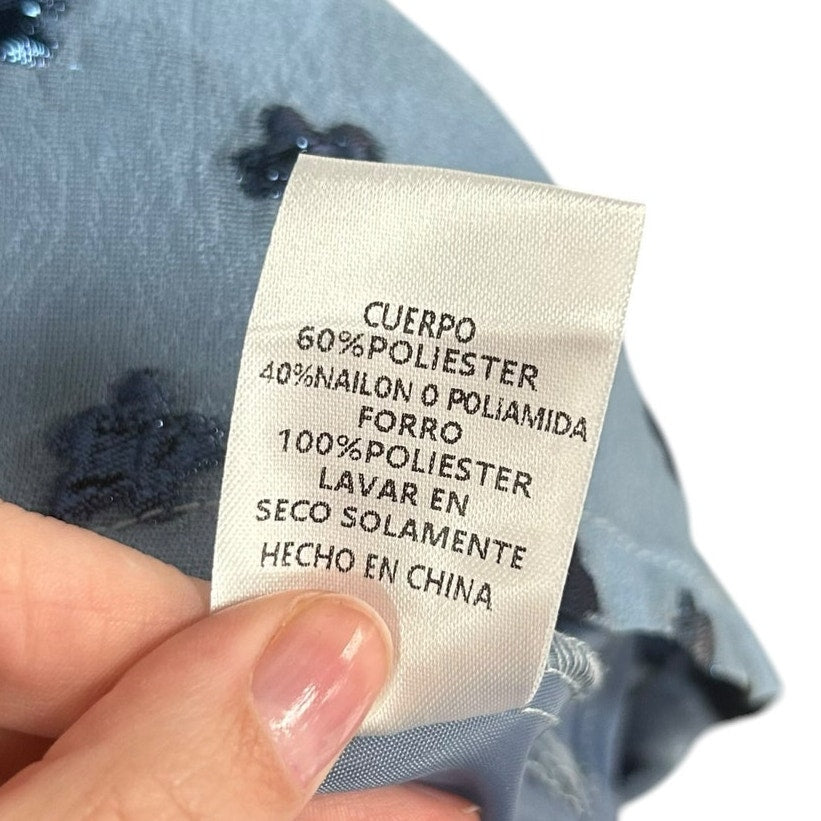 CUERPO
60%POLIESTER
40%NAILON O POLIAMIDA
FORRO
100%POLIESTER
LAVAR EN
SECO SOLAMENTE
HECHO EN CHINA